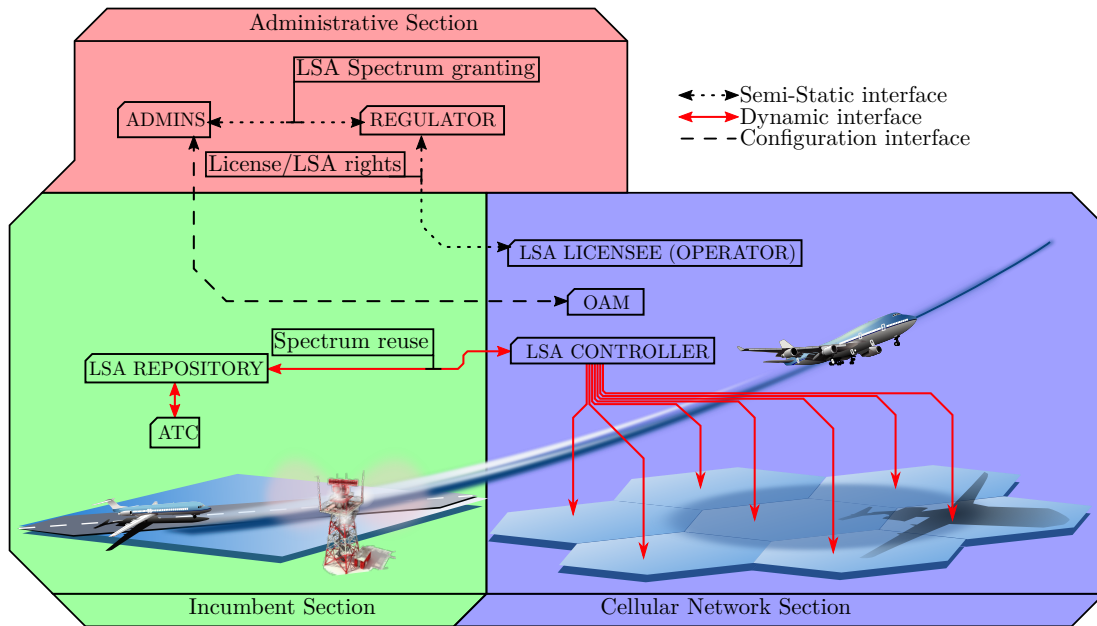 Administrative Section
LSA Spectrum granting
ADMINS
REGULATOR
License/LSA rights
Semi-Static interface
Dynamic interface
Configuration interface
LSA LICENSEE (OPERATOR)
OAM
Spectrum reuse
LSA REPOSITORY
LSA CONTROLLER
ATC
Incumbent Section
Cellular Network Section